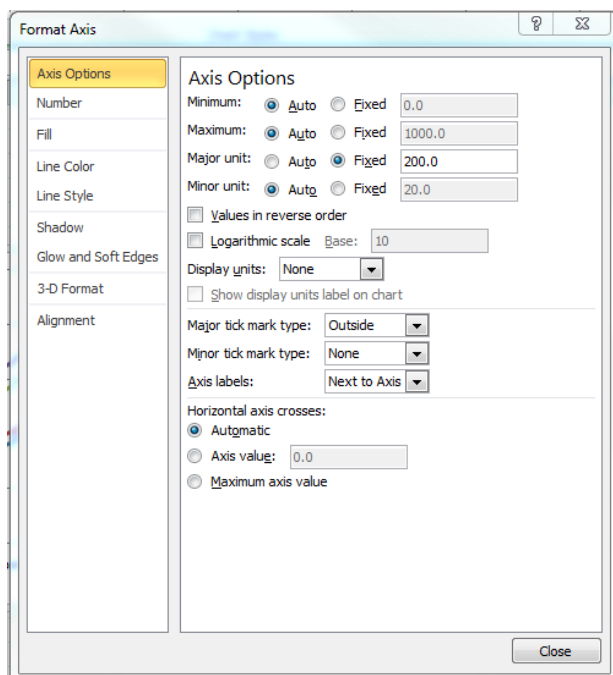 Format Axis
Axis Options
Number
Fill
Line Color
Line Style
Shadow
Glow and Soft Edges
3-D Format
Alignment
Axis Options
Minimum: Auto Fixed 0.0
Maximum: Auto Fixed 1000.0
Major unit: Auto Fixed 200.0
Minor unit: Auto Fixed 20.0
Values in reverse order
Logarithmic scale Base: 10
Display units: None
Show display units label on chart
Major tick mark type: Outside
Minor tick mark type: None
Axis labels: Next to Axis
Horizontal axis crosses:
Automatic
Axis value: 0.0
Maximum axis value
Close